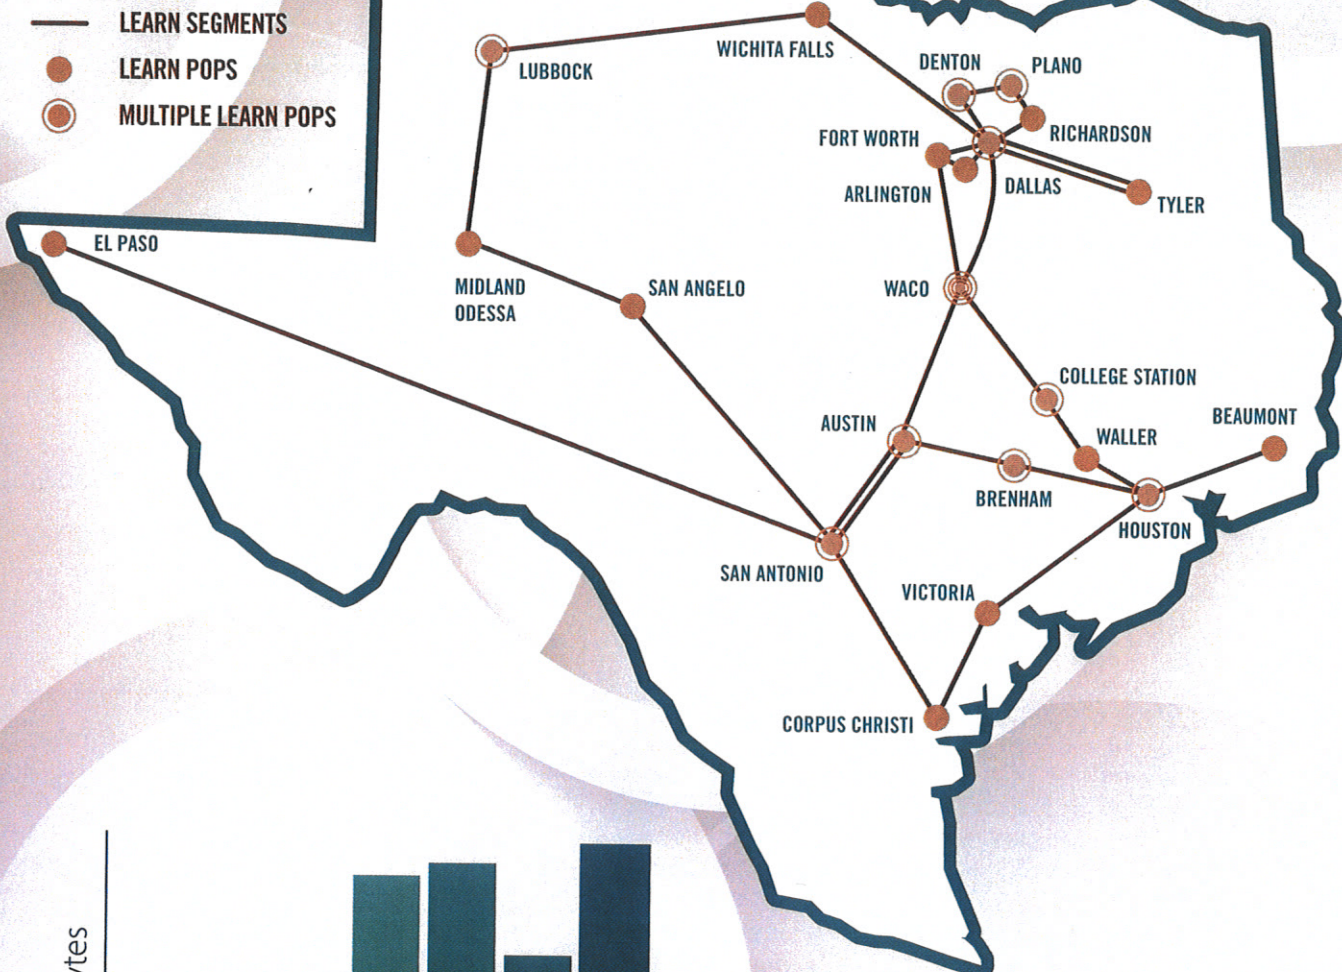 LEARN SEGMENTS
LEARN POPS
MULTIPLE LEARN POPS
WICHITA FALLS
LUBBOCK
DENTON
PLANO
FORT WORTH
RICHARDSON
ARLINGTON
DALLAS
TYLER
EL PASO
MIDLAND
ODESSA
SAN ANGELO
WACO
COLLEGE STATION
AUSTIN
WALLER
BEAUMONT
BRENHAM
HOUSTON
SAN ANTONIO
VICTORIA
CORPUS CHRISTI